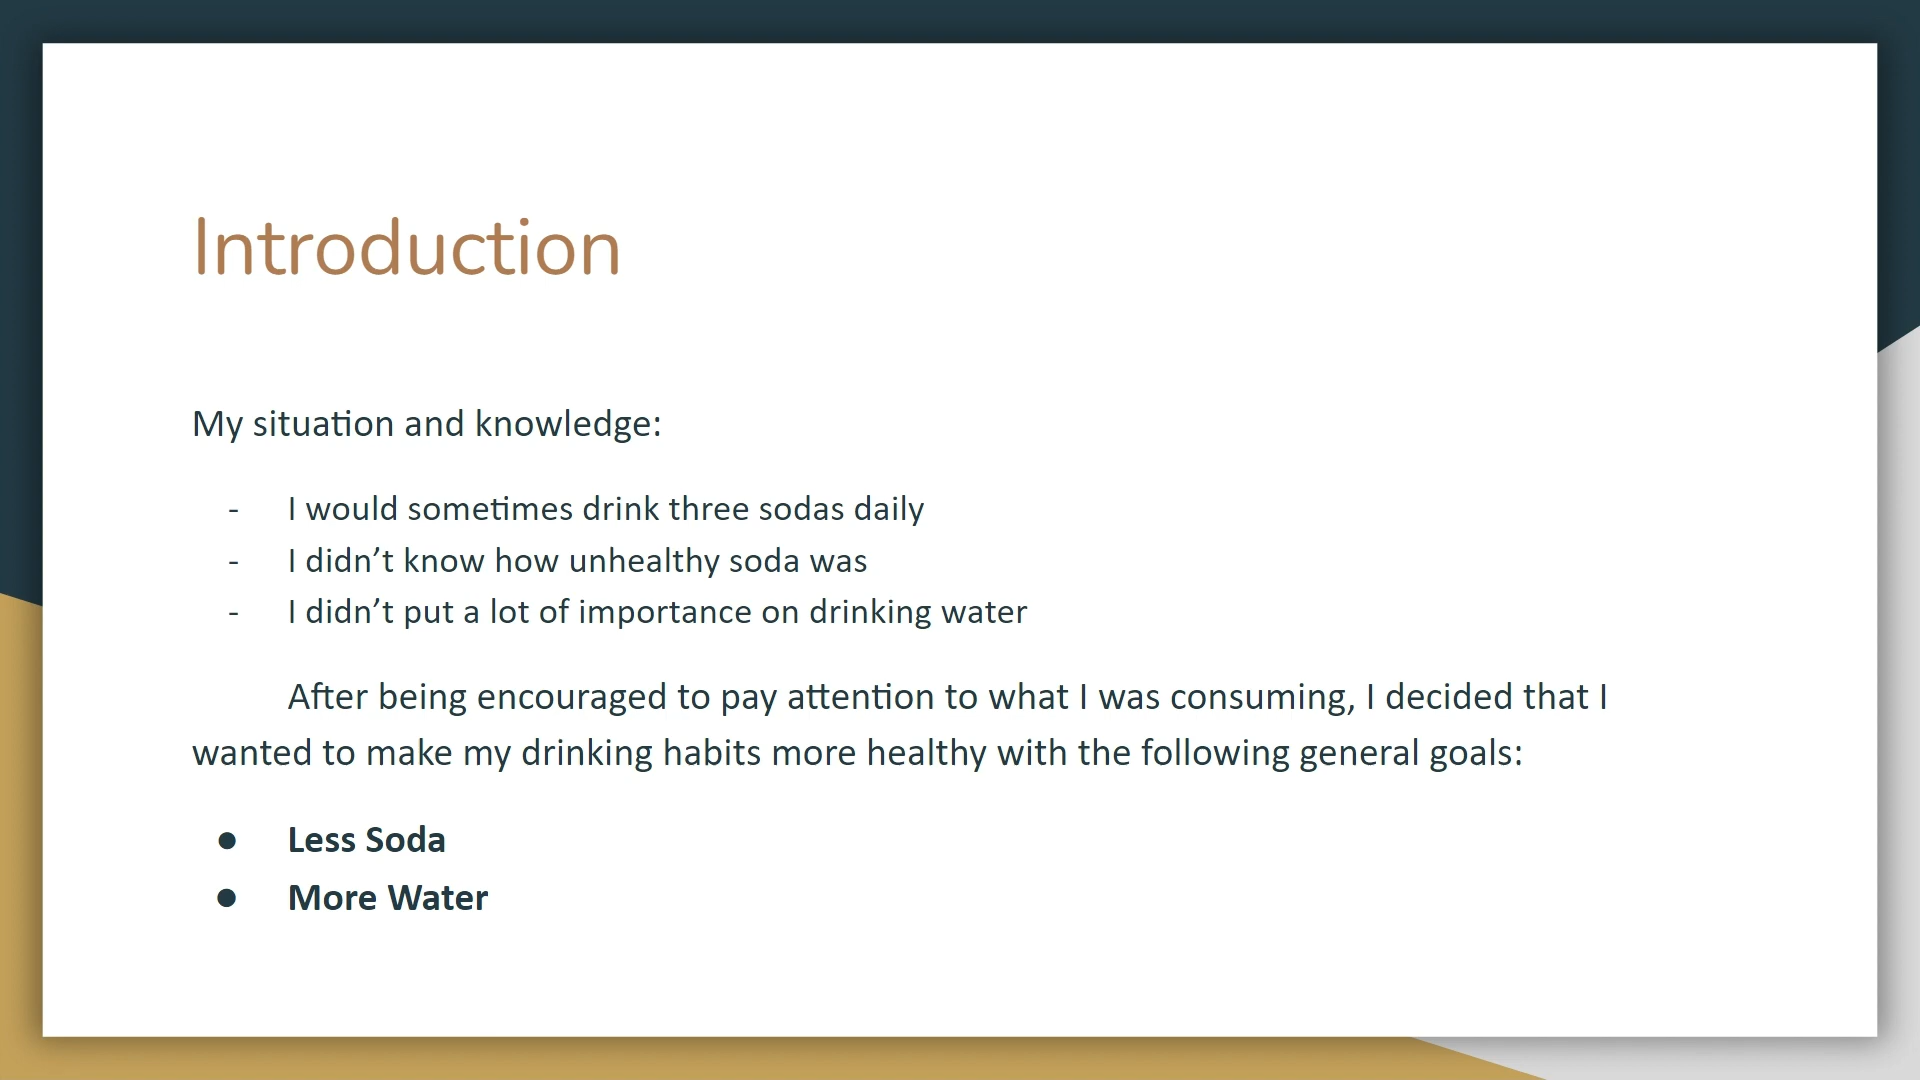 Introduction
My situation and knowledge:
- I would sometimes drink three sodas daily
- I didn’t know how unhealthy soda was
- I didn’t put a lot of importance on drinking water
After being encouraged to pay attention to what I was consuming, I decided that I
wanted to make my drinking habits more healthy with the following general goals:
● Less Soda
● More Water